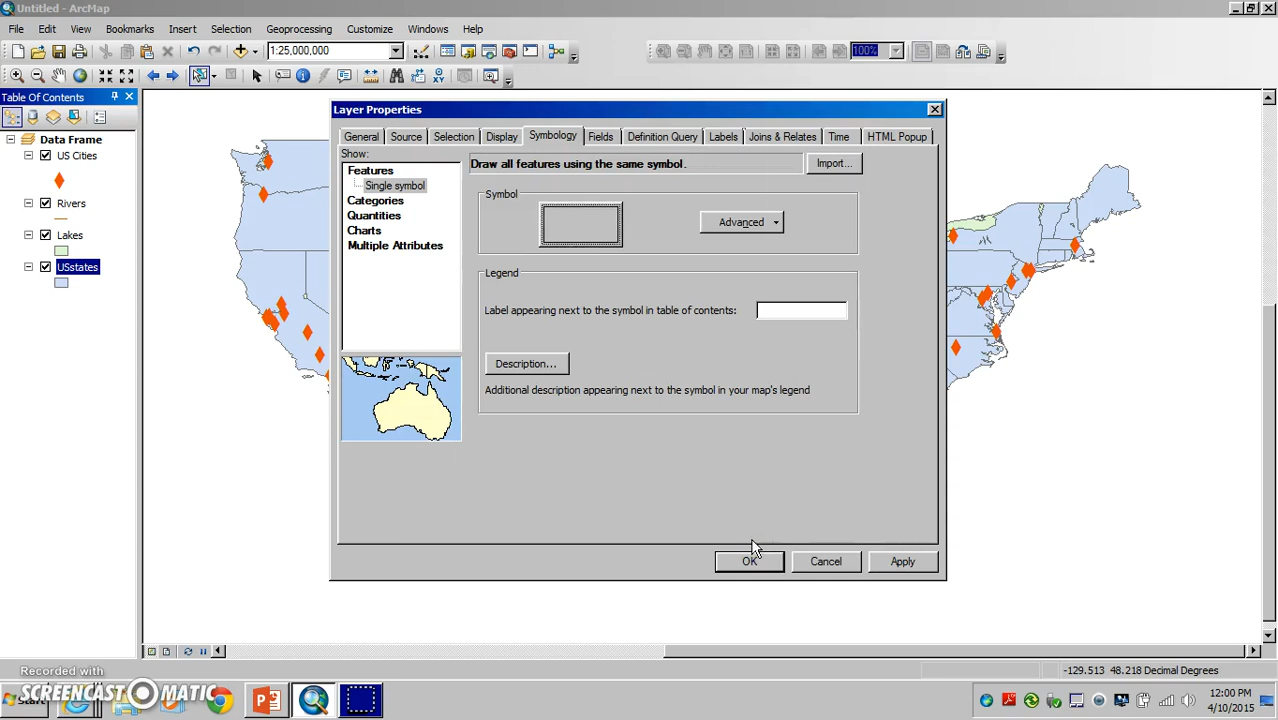 Untitled - ArcMap
File Edit View Bookmarks Insert Selection Geoprocessing Customize Windows Help
1:25,000,000
100%
Table Of Contents
Data Frame
US Cities
Rivers
Lakes
USstates
Layer Properties
General Source Selection Display Symbology Fields Definition Query Labels Joins & Relates Time HTML Popup
Show:
Features
Single symbol
Categories
Quantities
Charts
Multiple Attributes
Draw all features using the same symbol.
Import...
Symbol
Advanced
Legend
Label appearing next to the symbol in table of contents:
Description...
Additional description appearing next to the symbol in your map's legend
OK Cancel Apply
-129.513 48.218 Decimal Degrees
Recorded with
SCREENCAST-O-MATIC
Start
12:00 PM
4/10/2015